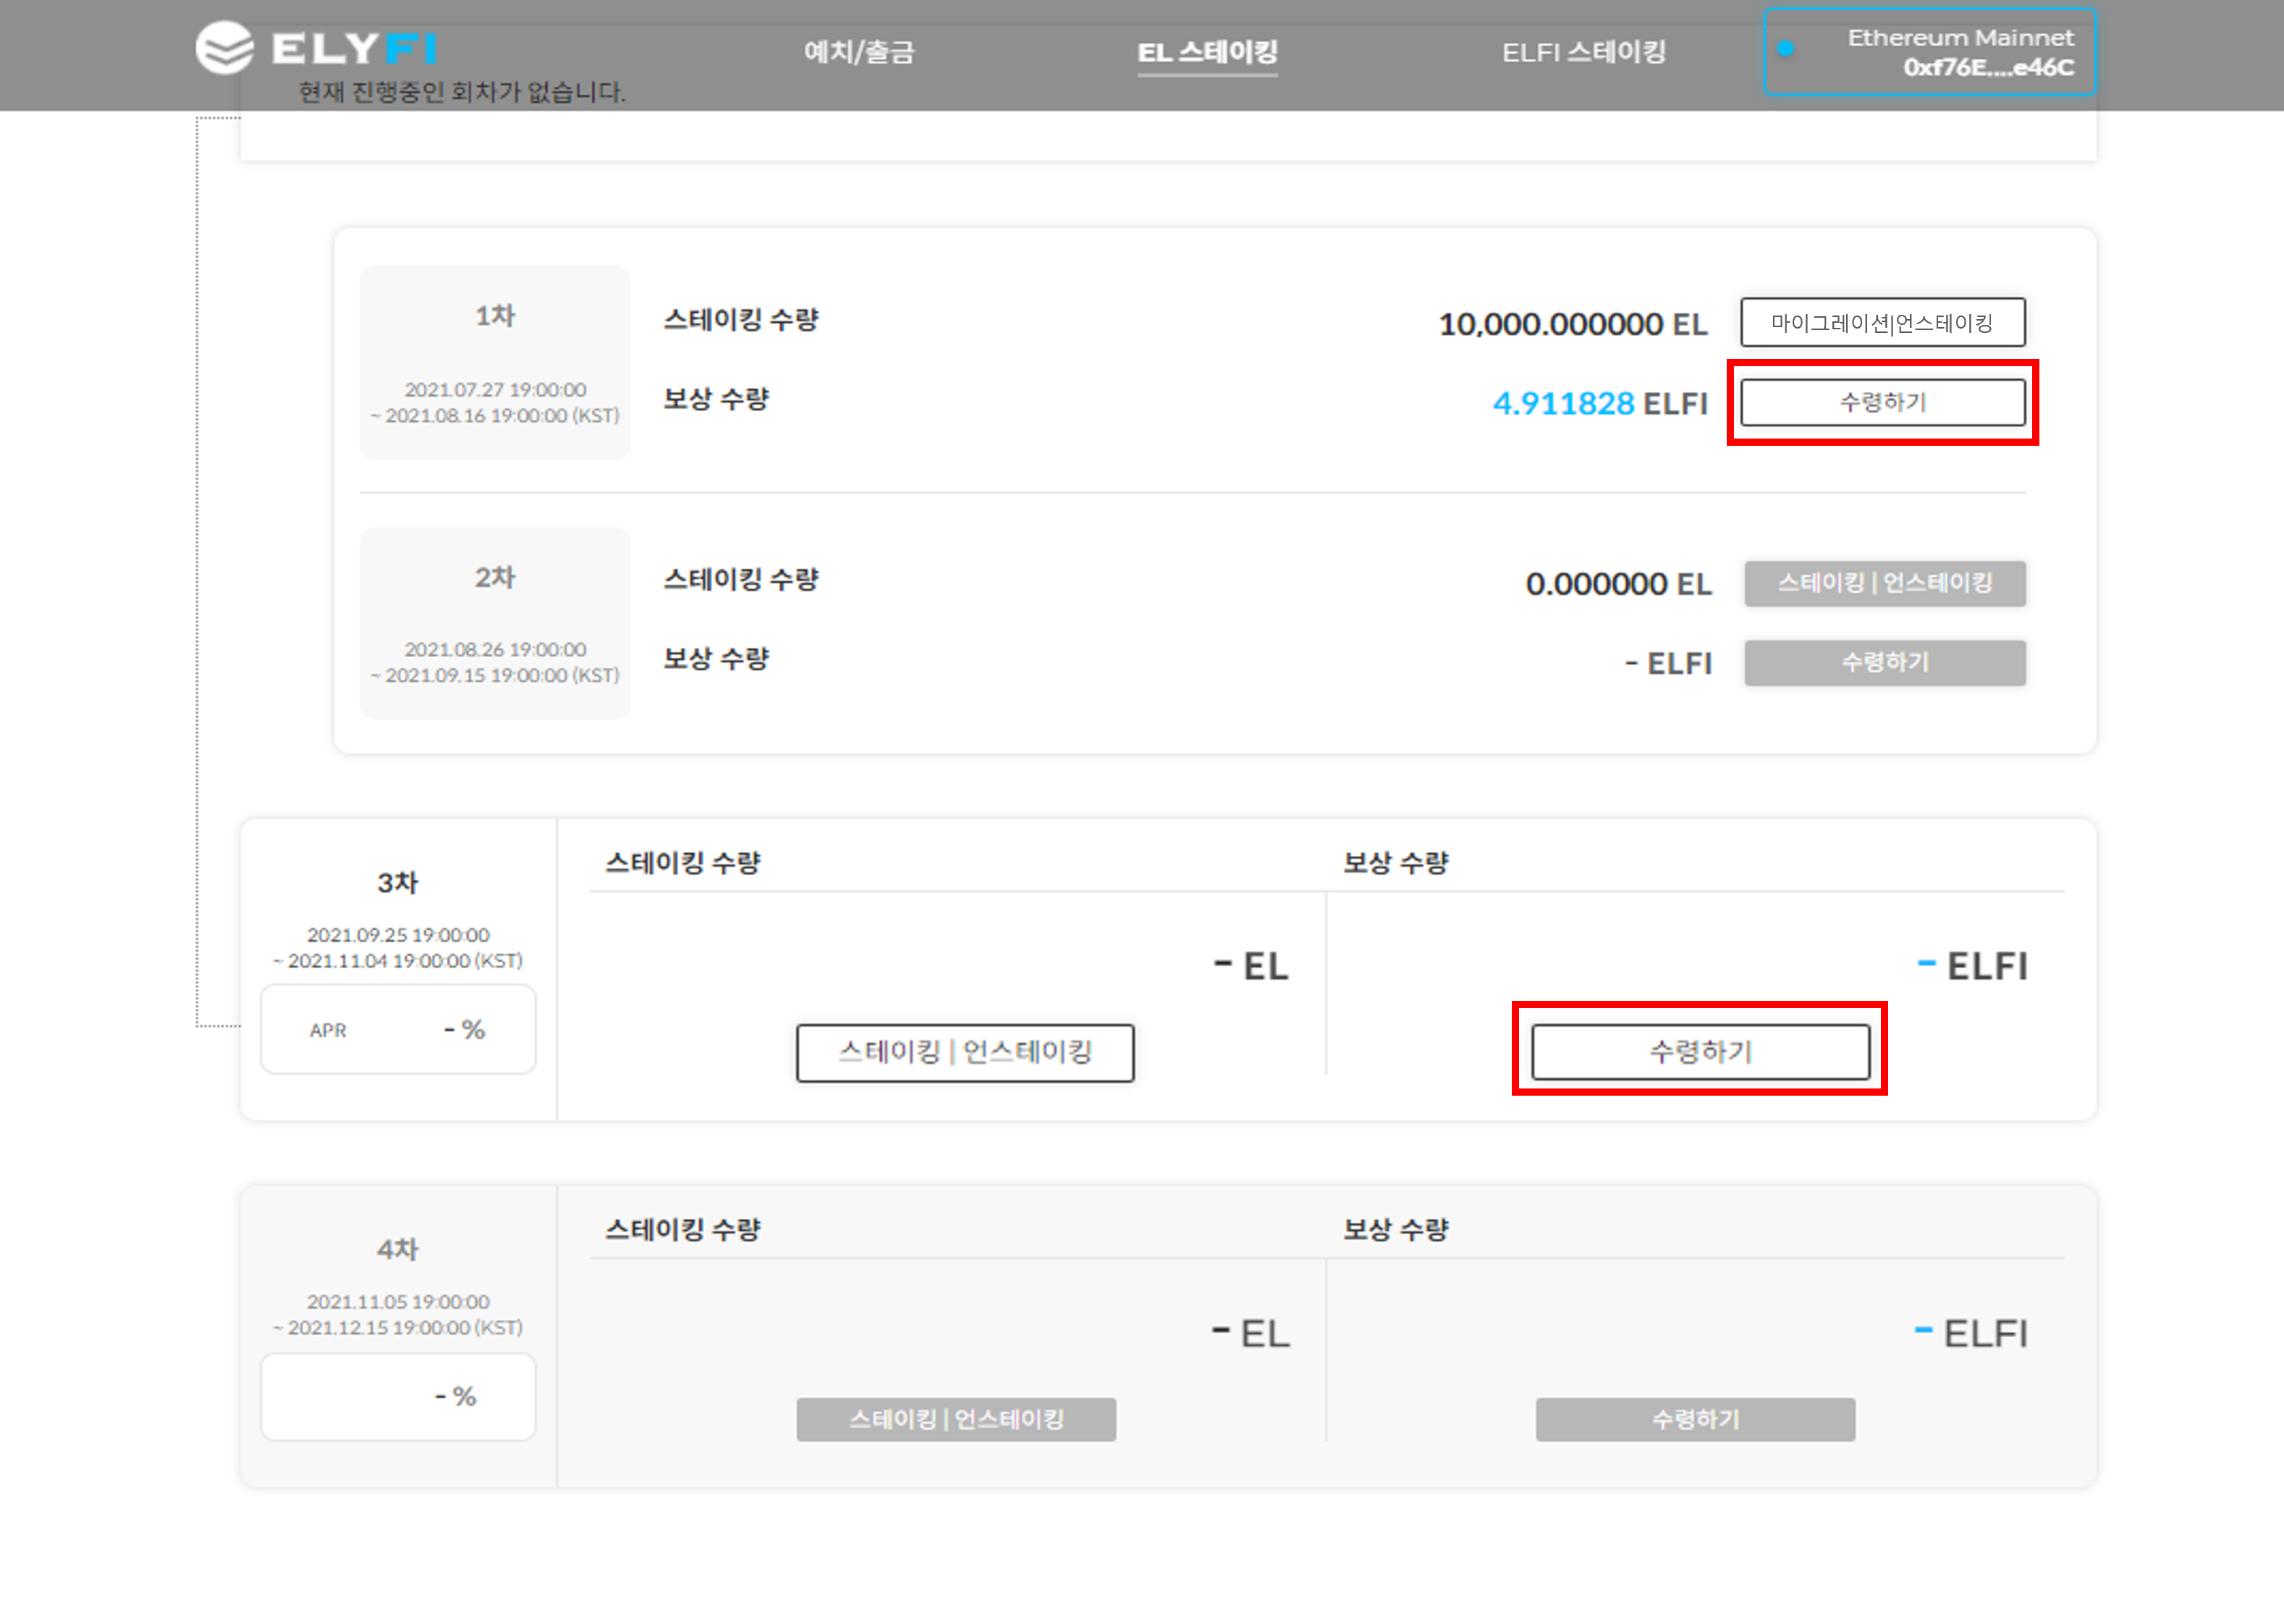 ELYFI
예치/출금
EL 스테이킹
ELFI 스테이킹
Ethereum Mainnet
0xf76E....e46C
현재 진행중인 회차가 없습니다.
1차
2021.07.27 19:00:00
~ 2021.08.16 19:00:00 (KST)
스테이킹 수량
10,000.000000 EL
마이그레이션|언스테이킹
보상 수량
4.911828 ELFI
수령하기
2차
2021.08.26 19:00:00
~ 2021.09.15 19:00:00 (KST)
스테이킹 수량
0.000000 EL
스테이킹 | 언스테이킹
보상 수량
- ELFI
수령하기
3차
2021.09.25 19:00:00
~ 2021.11.04 19:00:00 (KST)
APR - %
스테이킹 수량
- EL
스테이킹 | 언스테이킹
보상 수량
- ELFI
수령하기
4차
2021.11.05 19:00:00
~ 2021.12.15 19:00:00 (KST)
- %
스테이킹 수량
- EL
스테이킹 | 언스테이킹
보상 수량
- ELFI
수령하기